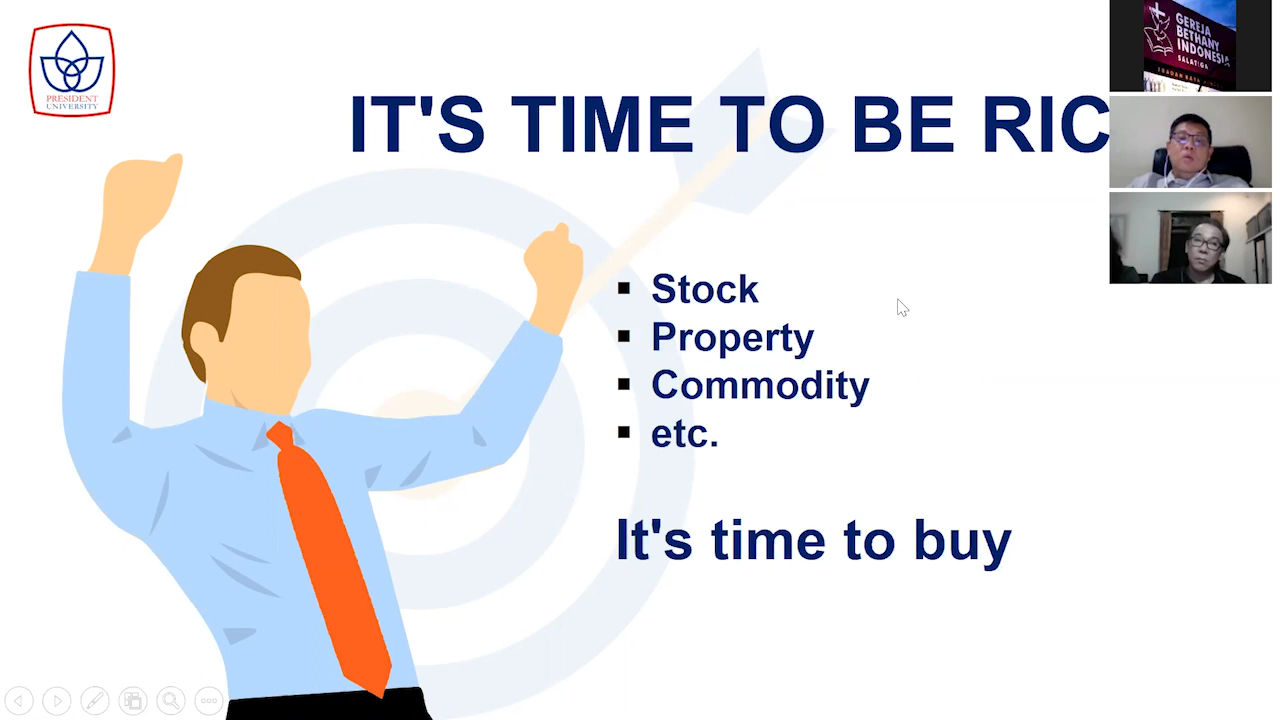 PRESIDENT
UNIVERSITY
IT'S TIME TO BE RIC
Stock
Property
Commodity
etc.
It's time to buy
GEREJA
BETHANY
INDONESIA
SALATIGA